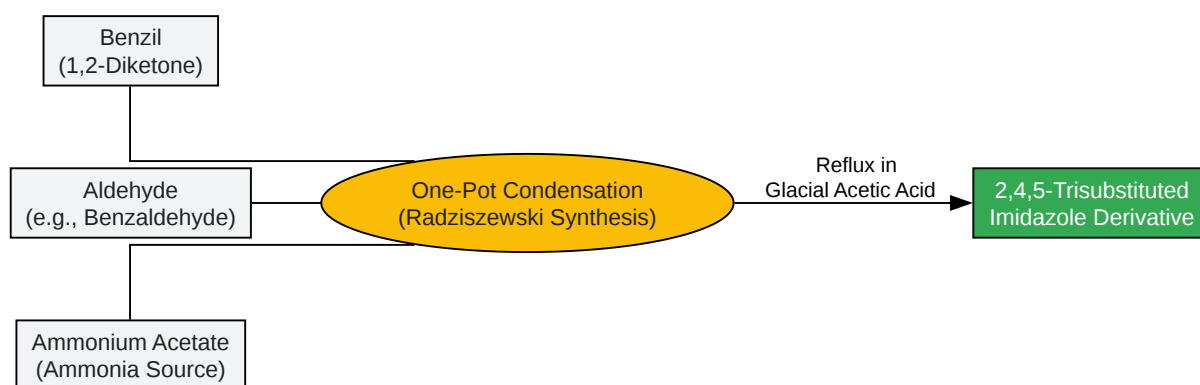 Benzil
(1,2-Diketone)
Aldehyde
(e.g., Benzaldehyde)
Ammonium Acetate
(Ammonia Source)
One-Pot Condensation
(Radziszewski Synthesis)
Reflux in
Glacial Acetic Acid
2,4,5-Trisubstituted
Imidazole Derivative